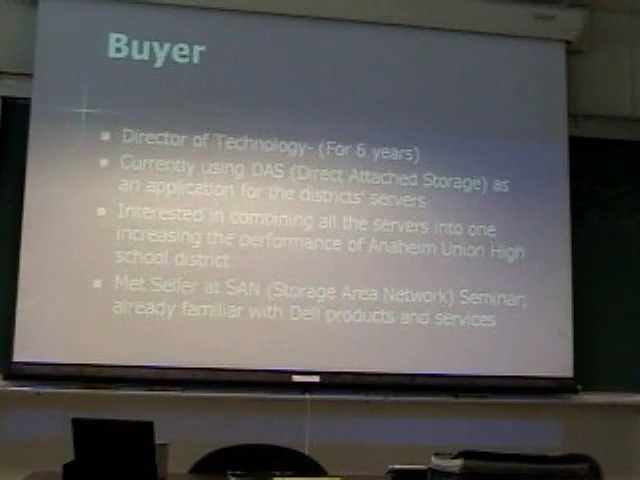 Buyer
Director of Technology- (For 6 years)
Currently using DAS (Direct Attached Storage) as
an application for the districts' servers
Interested in combining all the servers into one
increasing the performance of Anaheim Union High
school district
Met Seller at SAN (Storage Area Network) Seminar;
already familiar with Dell products and services